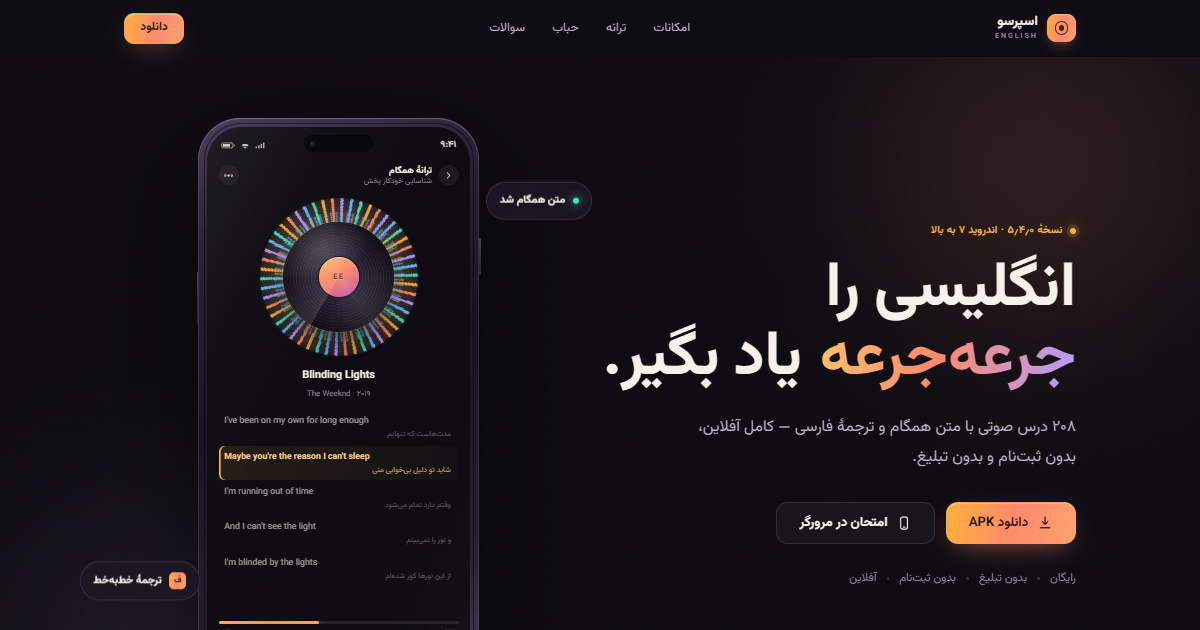 اسپرسو
ENGLISH
امکانات
ترانه
حباب
سوالات
دانلود
نسخهٔ ۵٫۴٫۰ · اندروید ۷ به بالا
انگلیسی را
جرعه‌جرعه یاد بگیر.
۲۰۸ درس صوتی با متن همگام و ترجمهٔ فارسی — کامل آفلاین،
بدون ثبت‌نام و بدون تبلیغ.
دانلود APK
امتحان در مرورگر
رایگان • بدون تبلیغ • بدون ثبت‌نام • آفلاین
متن همگام شد
۹:۴۱
ترانهٔ همگام
شناسایی خودکار پخش
EE
Blinding Lights
The Weeknd · ۲۰۱۹
I've been on my own for long enough
مدت‌هاست که تنهایم
Maybe you're the reason I can't sleep
شاید تو دلیل بی‌خوابی منی
I'm running out of time
وقتم دارد تمام می‌شود
And I can't see the light
و نور را نمی‌بینم
I'm blinded by the lights
از این نورها کور شده‌ام
ف
ترجمهٔ خط‌به‌خط